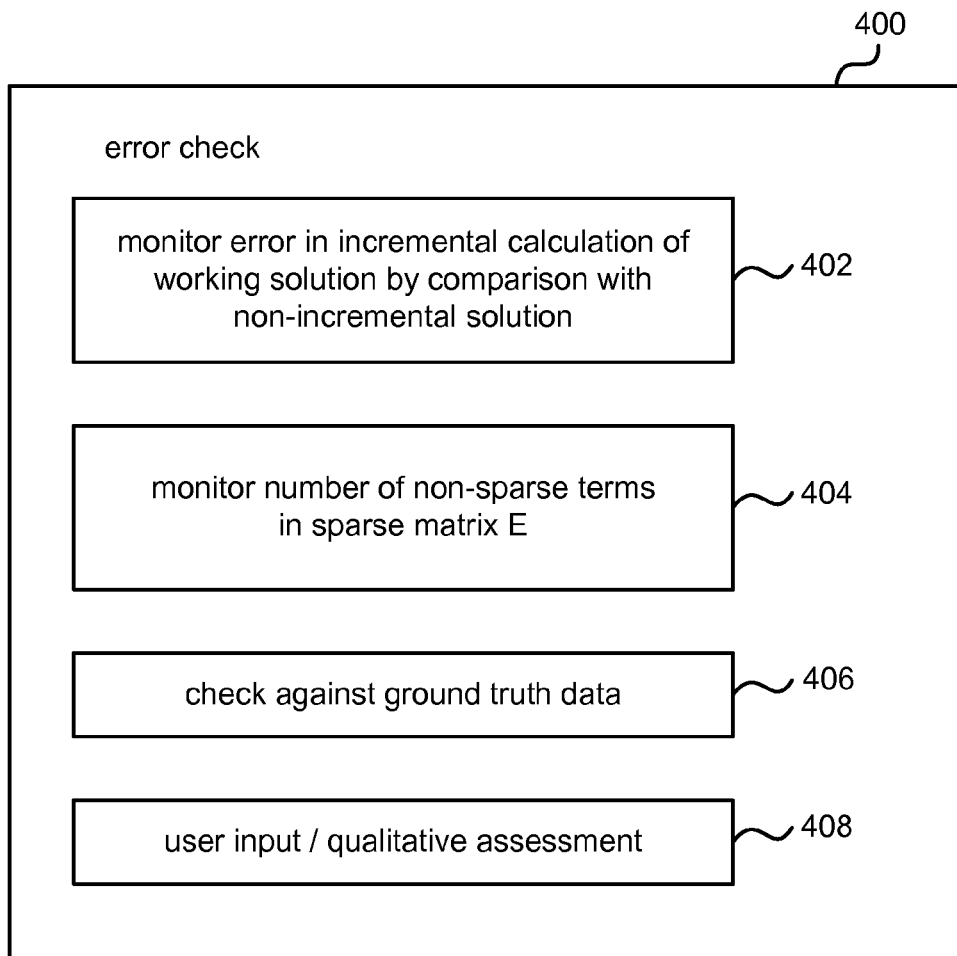 400
error check
monitor error in incremental calculation of
working solution by comparison with
non-incremental solution
402
monitor number of non-sparse terms
in sparse matrix E
404
check against ground truth data
406
user input / qualitative assessment
408